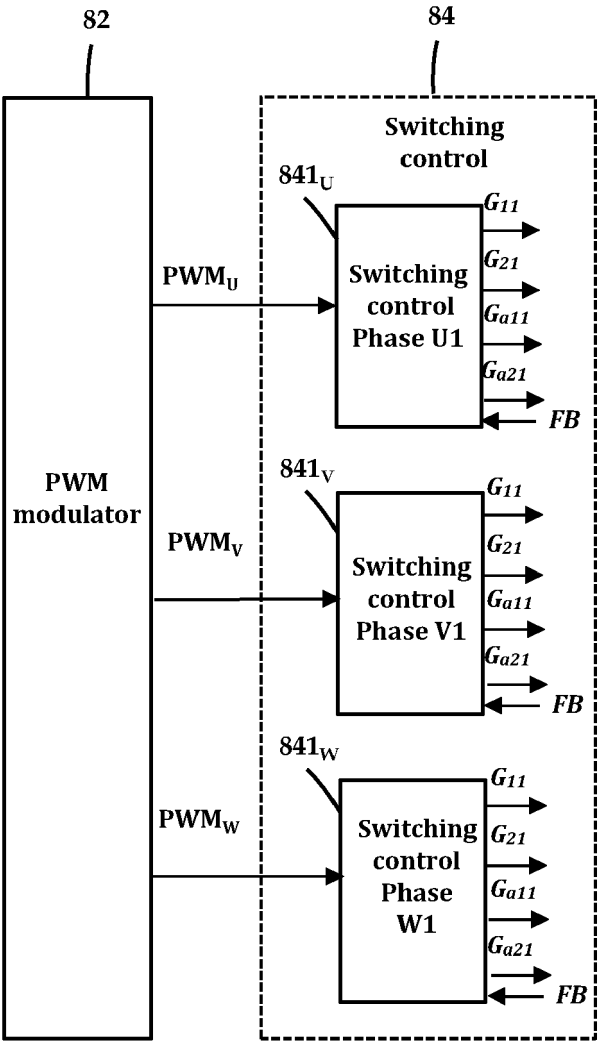 82
84
Switching
control
841U
G11
G21
Ga11
Ga21
FB
PWMU
Switching
control
Phase U1
PWM
modulator
841V
G11
G21
Ga11
Ga21
FB
PWMV
Switching
control
Phase V1
841W
G11
G21
Ga11
Ga21
FB
PWMW
Switching
control
Phase
W1